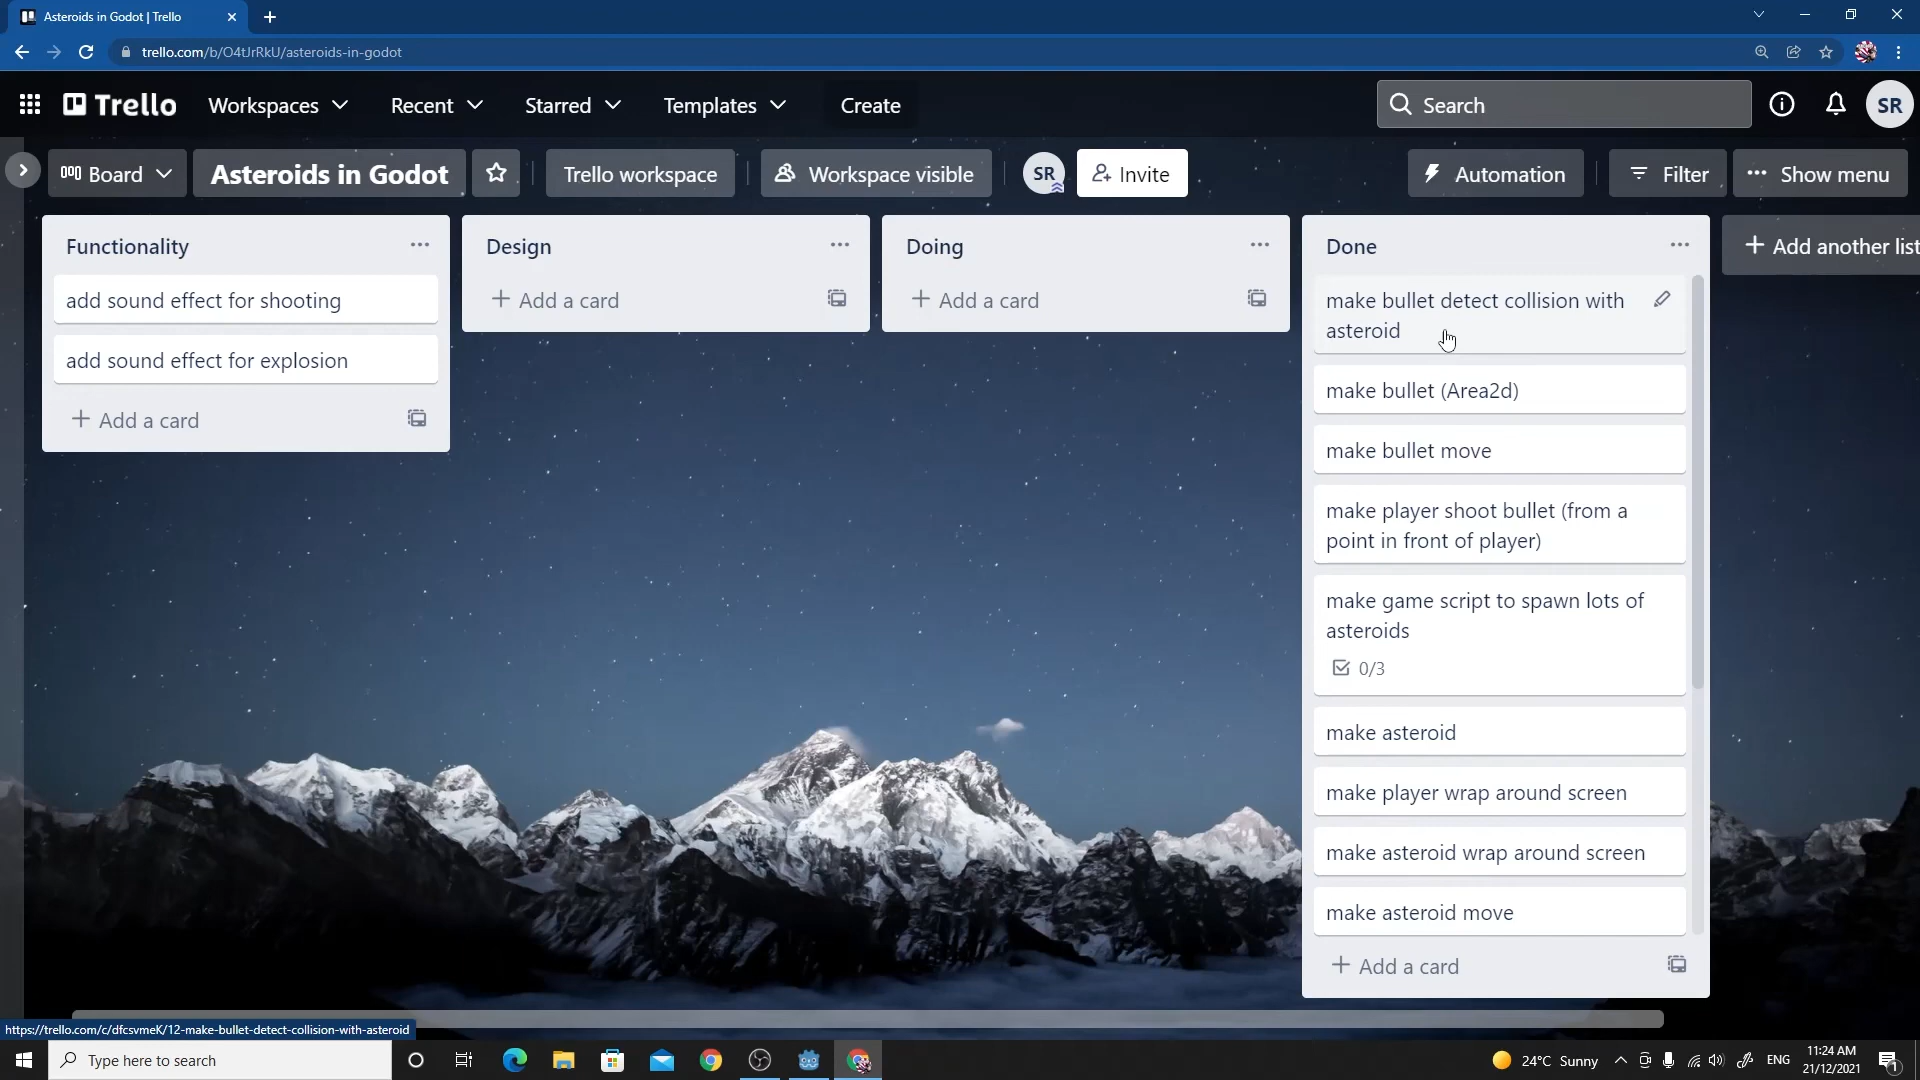 Asteroids in Godot | Trello
trello.com/b/O4tJrRkU/asteroids-in-godot
Trello
Workspaces
Recent
Starred
Templates
Create
Search
SR
Board
Asteroids in Godot
Trello workspace
Workspace visible
SR
Invite
Automation
Filter
Show menu
Functionality
add sound effect for shooting
add sound effect for explosion
Add a card
Design
Add a card
Doing
Add a card
Done
make bullet detect collision with
asteroid
make bullet (Area2d)
make bullet move
make player shoot bullet (from a
point in front of player)
make game script to spawn lots of
asteroids
0/3
make asteroid
make player wrap around screen
make asteroid wrap around screen
make asteroid move
Add a card
Add another list
https://trello.com/c/dfcsvmeK/12-make-bullet-detect-collision-with-asteroid
Type here to search
24°C Sunny
ENG
11:24 AM
21/12/2021
1